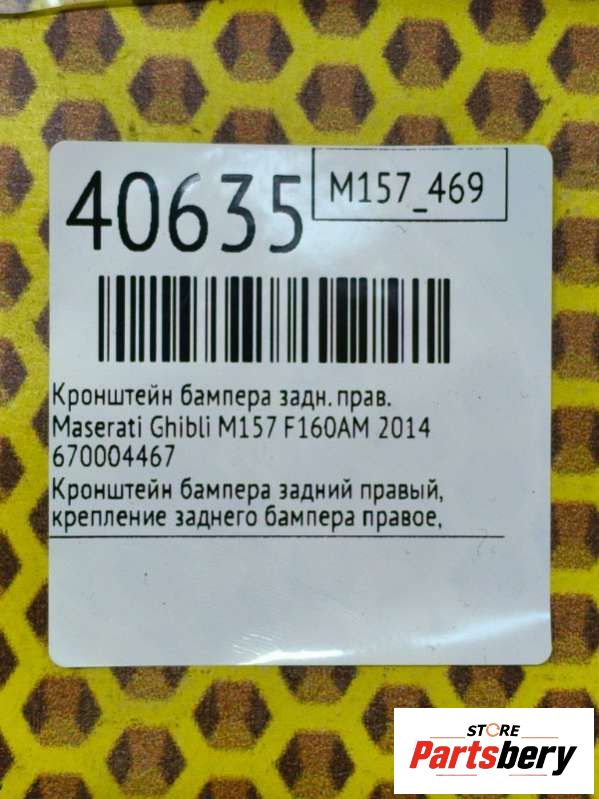 40635
M157_469
Кронштейн бампера задн. прав.
Maserati Ghibli M157 F160AM 2014
670004467
Кронштейн бампера задний правый,
крепление заднего бампера правое,
STORE
Partsbery